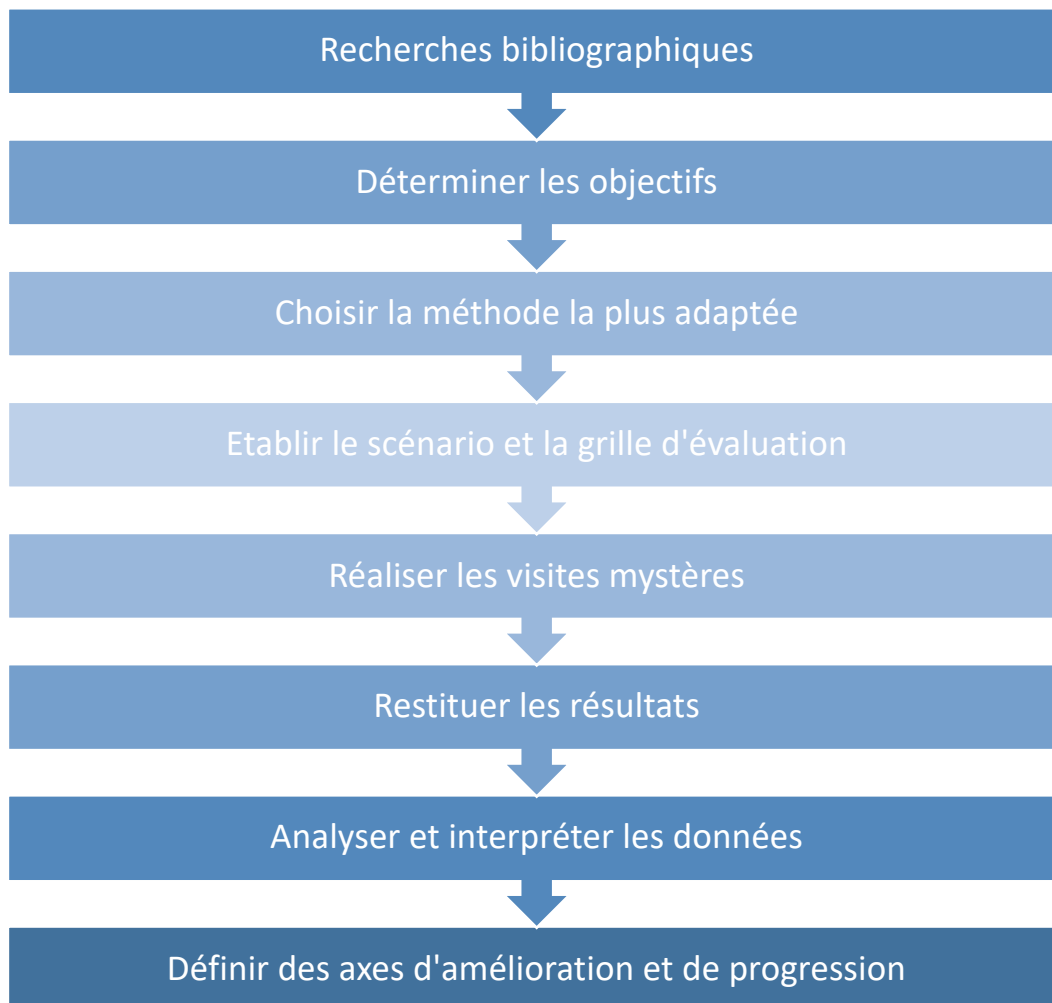 Recherches bibliographiques
Déterminer les objectifs
Choisir la méthode la plus adaptée
Etablir le scénario et la grille d'évaluation
Réaliser les visites mystères
Restituer les résultats
Analyser et interpréter les données
Définir des axes d'amélioration et de progression